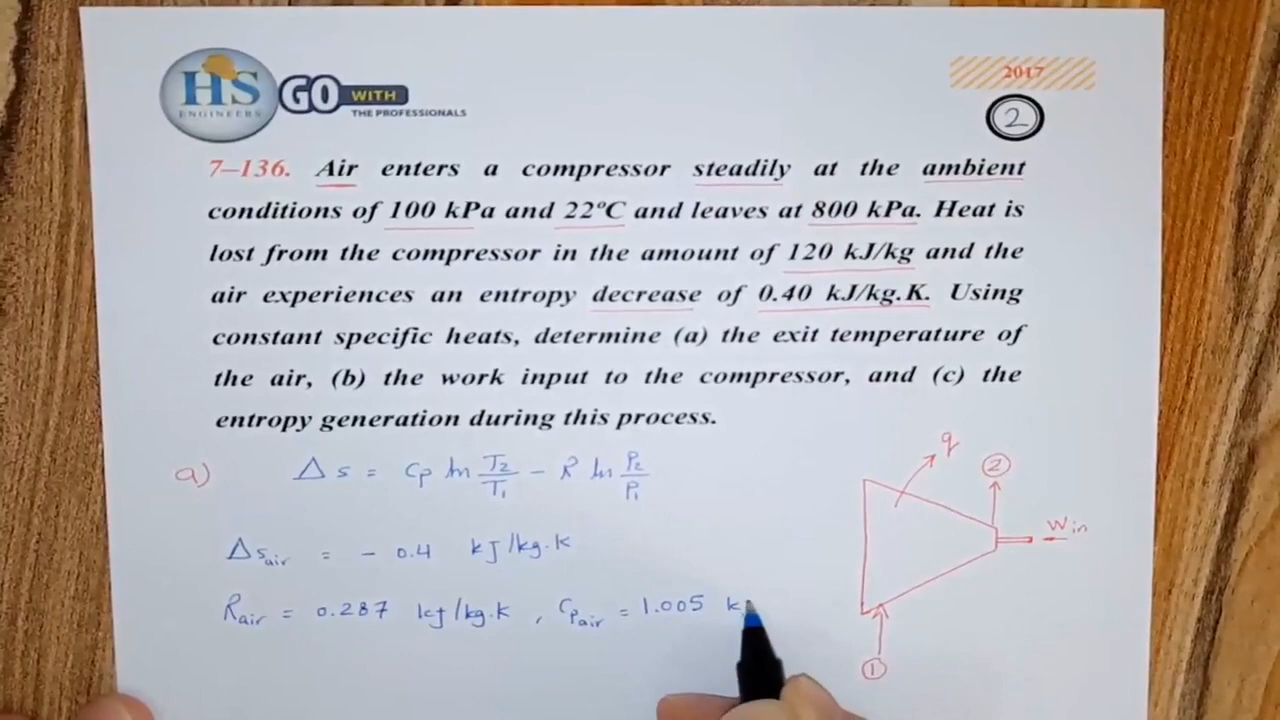 HS
ENGINEERS
GO WITH
THE PROFESSIONALS
2017
2
7–136. Air enters a compressor steadily at the ambient
conditions of 100 kPa and 22ºC and leaves at 800 kPa. Heat is
lost from the compressor in the amount of 120 kJ/kg and the
air experiences an entropy decrease of 0.40 kJ/kg.K. Using
constant specific heats, determine (a) the exit temperature of
the air, (b) the work input to the compressor, and (c) the
entropy generation during this process.
a) Δs = Cp ln T2/T1 − R ln P2/P1
q
2
Win
Δsair = - 0.4 kJ/kg.k
Rair = 0.287 kJ/kg.k , Cpair = 1.005 kJ
1